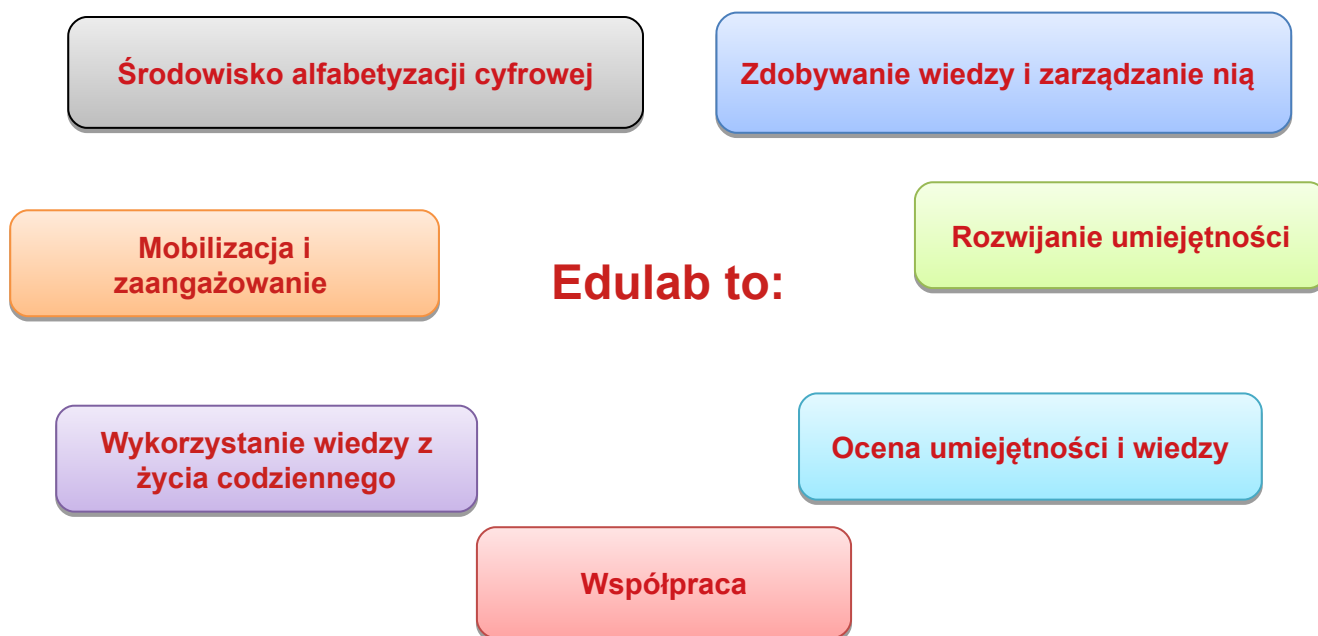 Środowisko alfabetyzacji cyfrowej
Zdobywanie wiedzy i zarządzanie nią
Mobilizacja i
zaangażowanie
Edulab to:
Rozwijanie umiejętności
Wykorzystanie wiedzy z
życia codziennego
Ocena umiejętności i wiedzy
Współpraca